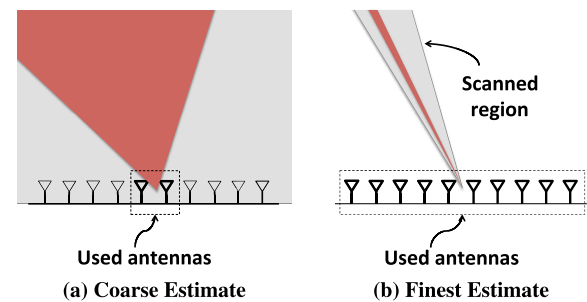 Scanned
region
Used antennas
Used antennas
(a) Coarse Estimate
(b) Finest Estimate